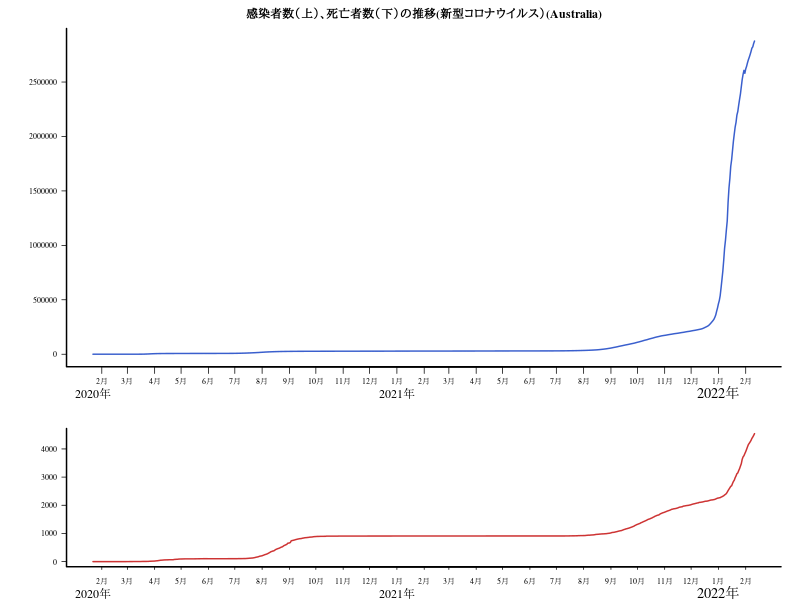 感染者数（上）、死亡者数（下）の推移(新型コロナウイルス）(Australia)
2500000
2000000
1500000
1000000
500000
0
2月 3月 4月 5月 6月 7月 8月 9月 10月 11月 12月 1月 2月 3月 4月 5月 6月 7月 8月 9月 10月 11月 12月 1月 2月
2020年 2021年 2022年
4000
3000
2000
1000
0
2月 3月 4月 5月 6月 7月 8月 9月 10月 11月 12月 1月 2月 3月 4月 5月 6月 7月 8月 9月 10月 11月 12月 1月 2月
2020年 2021年 2022年